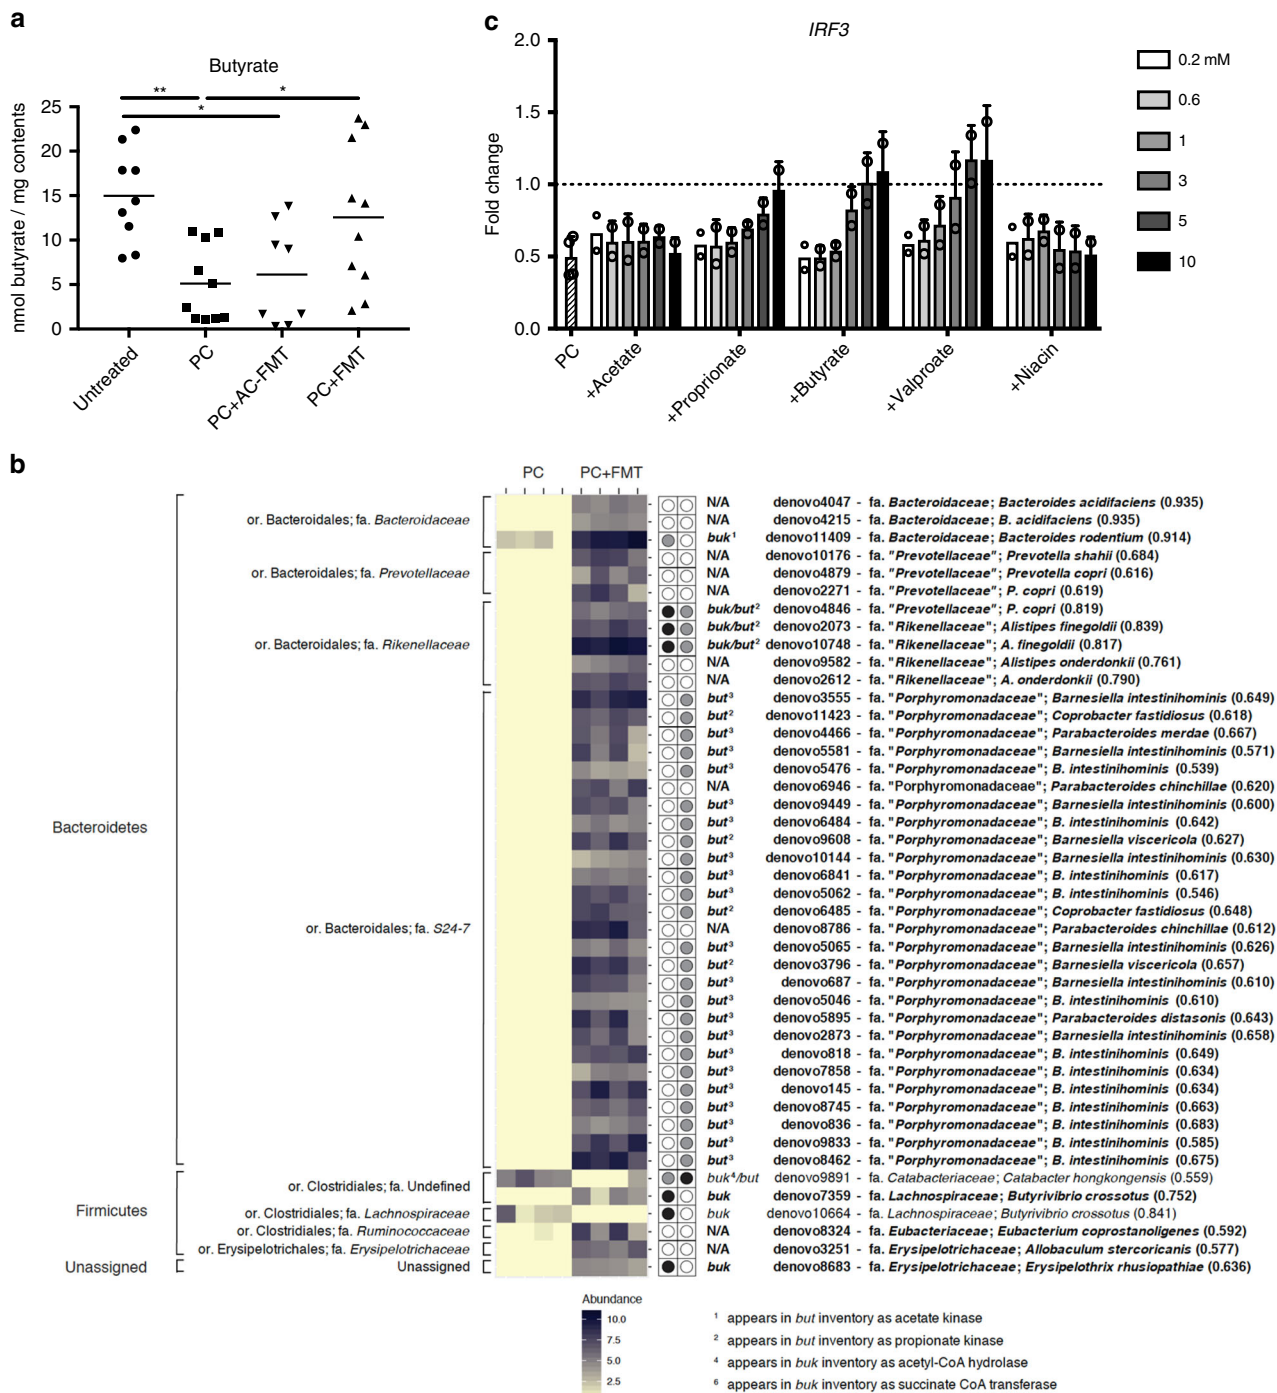 a
Butyrate
**
*
*
nmol butyrate / mg contents
25
20
15
10
5
0
Untreated
PC
PC+AC-FMT
PC+FMT
c
IRF3
Fold change
2.0
1.5
1.0
0.5
0.0
PC
+Acetate
+Proprionate
+Butyrate
+Valproate
+Niacin
0.2 mM
0.6
1
3
5
10
b
PC PC+FMT
Bacteroidetes
Firmicutes
Unassigned
or. Bacteroidales; fa. Bacteroidaceae
or. Bacteroidales; fa. Prevotellaceae
or. Bacteroidales; fa. Rikenellaceae
or. Bacteroidales; fa. S24-7
or. Clostridiales; fa. Undefined
or. Clostridiales; fa. Lachnospiraceae
or. Clostridiales; fa. Ruminococcaceae
or. Erysipelotrichales; fa. Erysipelotrichaceae
Unassigned
N/A denovo4047 - fa. Bacteroidaceae; Bacteroides acidifaciens (0.935)
N/A denovo4215 - fa. Bacteroidaceae; B. acidifaciens (0.935)
buk¹ denovo11409 - fa. Bacteroidaceae; Bacteroides rodentium (0.914)
N/A denovo10176 - fa. "Prevotellaceae"; Prevotella shahii (0.684)
N/A denovo4879 - fa. "Prevotellaceae"; Prevotella copri (0.616)
N/A denovo2271 - fa. "Prevotellaceae"; P. copri (0.619)
buk/but² denovo4846 - fa. "Prevotellaceae"; P. copri (0.819)
buk/but² denovo2073 - fa. "Rikenellaceae"; Alistipes finegoldii (0.839)
buk/but² denovo10748 - fa. "Rikenellaceae"; A. finegoldii (0.817)
N/A denovo9582 - fa. "Rikenellaceae"; Alistipes onderdonkii (0.761)
N/A denovo2612 - fa. "Rikenellaceae"; A. onderdonkii (0.790)
but³ denovo3555 - fa. "Porphyromonadaceae"; Barnesiella intestinihominis (0.649)
but² denovo11423 - fa. "Porphyromonadaceae"; Coprobacter fastidiosus (0.618)
but³ denovo4466 - fa. "Porphyromonadaceae"; Parabacteroides merdae (0.667)
but³ denovo5581 - fa. "Porphyromonadaceae"; Barnesiella intestinihominis (0.571)
but³ denovo5476 - fa. "Porphyromonadaceae"; B. intestinihominis (0.539)
N/A denovo6946 - fa. "Porphyromonadaceae"; Parabacteroides chinchillae (0.620)
but³ denovo9449 - fa. "Porphyromonadaceae"; Barnesiella intestinihominis (0.600)
but³ denovo6484 - fa. "Porphyromonadaceae"; B. intestinihominis (0.642)
but² denovo9608 - fa. "Porphyromonadaceae"; Barnesiella viscericola (0.627)
but³ denovo10144 - fa. "Porphyromonadaceae"; Barnesiella intestinihominis (0.630)
but³ denovo6841 - fa. "Porphyromonadaceae"; B. intestinihominis (0.617)
but³ denovo5062 - fa. "Porphyromonadaceae"; B. intestinihominis (0.546)
but² denovo6485 - fa. "Porphyromonadaceae"; Coprobacter fastidiosus (0.648)
N/A denovo8786 - fa. "Porphyromonadaceae"; Parabacteroides chinchillae (0.612)
but³ denovo5065 - fa. "Porphyromonadaceae"; Barnesiella intestinihominis (0.626)
but² denovo3796 - fa. "Porphyromonadaceae"; Barnesiella viscericola (0.657)
but³ denovo687 - fa. "Porphyromonadaceae"; Barnesiella intestinihominis (0.610)
but³ denovo5046 - fa. "Porphyromonadaceae"; B. intestinihominis (0.610)
but³ denovo5895 - fa. "Porphyromonadaceae"; Parabacteroides distasonis (0.643)
but³ denovo2873 - fa. "Porphyromonadaceae"; Barnesiella intestinihominis (0.658)
but³ denovo818 - fa. "Porphyromonadaceae"; B. intestinihominis (0.649)
but³ denovo7858 - fa. "Porphyromonadaceae"; B. intestinihominis (0.634)
but³ denovo145 - fa. "Porphyromonadaceae"; B. intestinihominis (0.634)
but³ denovo8745 - fa. "Porphyromonadaceae"; B. intestinihominis (0.663)
but³ denovo836 - fa. "Porphyromonadaceae"; B. intestinihominis (0.683)
but³ denovo9833 - fa. "Porphyromonadaceae"; B. intestinihominis (0.585)
but³ denovo8462 - fa. "Porphyromonadaceae"; B. intestinihominis (0.675)
buk⁴/but denovo9891 - fa. Catabacteriaceae; Catabacter hongkongensis (0.559)
buk denovo7359 - fa. Lachnospiraceae; Butyrivibrio crossotus (0.752)
buk denovo10664 - fa. Lachnospiraceae; Butyrivibrio crossotus (0.841)
N/A denovo8324 - fa. Eubacteriaceae; Eubacterium coprostanoligenes (0.592)
N/A denovo3251 - fa. Erysipelotrichaceae; Allobaculum stercoricanis (0.577)
buk denovo8683 - fa. Erysipelotrichaceae; Erysipelothrix rhusiopathiae (0.636)
Abundance
10.0
7.5
5.0
2.5
¹ appears in but inventory as acetate kinase
² appears in but inventory as propionate kinase
⁴ appears in buk inventory as acetyl-CoA hydrolase
⁶ appears in buk inventory as succinate CoA transferase